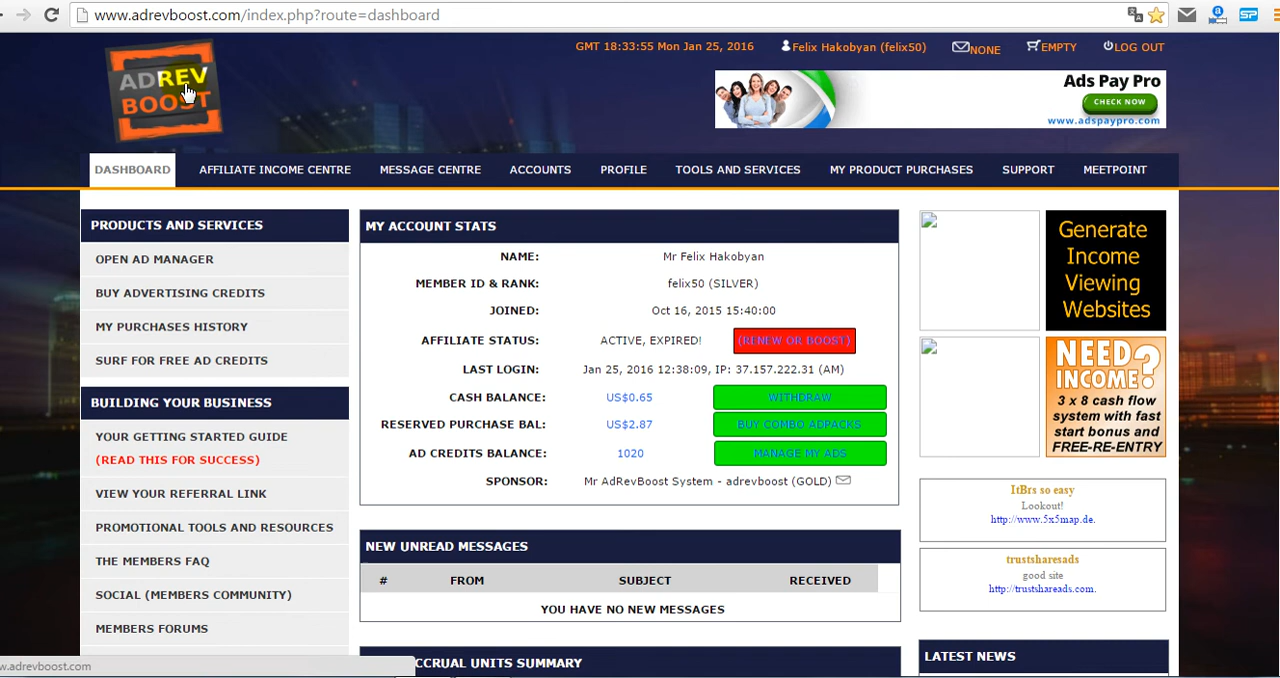 www.adrevboost.com/index.php?route=dashboard
GMT 18:33:55 Mon Jan 25, 2016
Felix Hakobyan (felix50)
NONE
EMPTY
LOG OUT
ADREV
BOOST
Ads Pay Pro
CHECK NOW
www.adspaypro.com
DASHBOARD
AFFILIATE INCOME CENTRE
MESSAGE CENTRE
ACCOUNTS
PROFILE
TOOLS AND SERVICES
MY PRODUCT PURCHASES
SUPPORT
MEETPOINT
PRODUCTS AND SERVICES
OPEN AD MANAGER
BUY ADVERTISING CREDITS
MY PURCHASES HISTORY
SURF FOR FREE AD CREDITS
BUILDING YOUR BUSINESS
YOUR GETTING STARTED GUIDE
(READ THIS FOR SUCCESS)
VIEW YOUR REFERRAL LINK
PROMOTIONAL TOOLS AND RESOURCES
THE MEMBERS FAQ
SOCIAL (MEMBERS COMMUNITY)
MEMBERS FORUMS
w.adrevboost.com
MY ACCOUNT STATS
NAME: Mr Felix Hakobyan
MEMBER ID & RANK: felix50 (SILVER)
JOINED: Oct 16, 2015 15:40:00
AFFILIATE STATUS: ACTIVE, EXPIRED! (RENEW OR BOOST)
LAST LOGIN: Jan 25, 2016 12:38:09, IP: 37.157.222.31 (AM)
CASH BALANCE: US$0.65 WITHDRAW
RESERVED PURCHASE BAL: US$2.87 BUY COMBO ADPACKS
AD CREDITS BALANCE: 1020 MANAGE MY ADS
SPONSOR: Mr AdRevBoost System - adrevboost (GOLD)
NEW UNREAD MESSAGES
# FROM SUBJECT RECEIVED
YOU HAVE NO NEW MESSAGES
CCRUAL UNITS SUMMARY
Generate
Income
Viewing
Websites
NEED
INCOME?
3 x 8 cash flow
system with fast
start bonus and
FREE-RE-ENTRY
ItBrs so easy
Lookout!
http://www.5x5map.de.
trustsharesads
good site
http://trustshareads.com.
LATEST NEWS